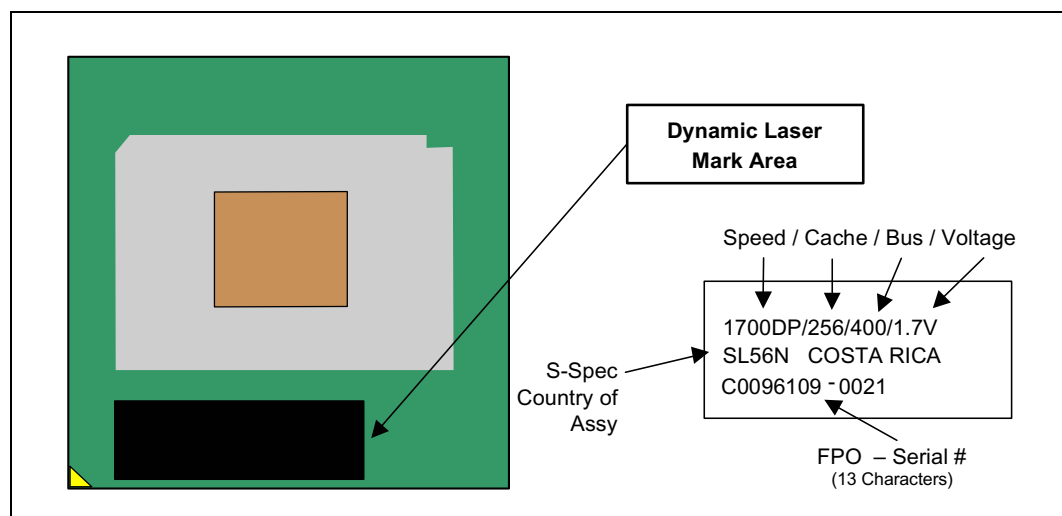 Dynamic Laser
Mark Area
Speed / Cache / Bus / Voltage
1700DP/256/400/1.7V
SL56N COSTA RICA
C0096109 - 0021
S-Spec
Country of
Assy
FPO – Serial #
(13 Characters)